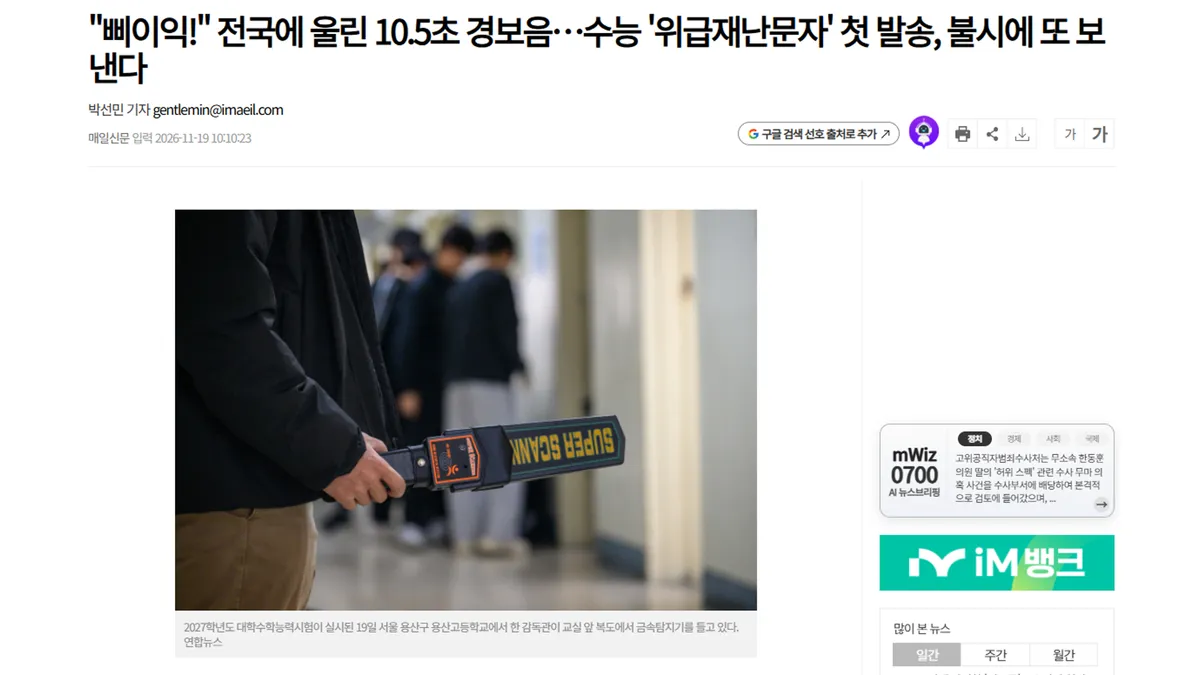 "삐이익!" 전국에 울린 10.5초 경보음…수능 '위급재난문자' 첫 발송, 불시에 또 보
낸다
박선민 기자 gentlemin@imaeil.com
매일신문 입력 2026-11-19 10:10:23
구글 검색 선호 출처로 추가
가 가
SUPER SCANN
2027학년도 대학수학능력시험이 실시된 19일 서울 용산구 용산고등학교에서 한 감독관이 교실 앞 복도에서 금속탐지기를 들고 있다.
연합뉴스
mWiz
0700
AI 뉴스브리핑
정치 경제 사회 국제
고위공직자범죄수사처는 무소속 한동훈
의원 딸의 '허위 스펙' 관련 수사 무마 의
혹 사건을 수사부서에 배당하여 본격적
으로 검토에 들어갔으며, ...
iM뱅크
많이 본 뉴스
일간 주간 월간